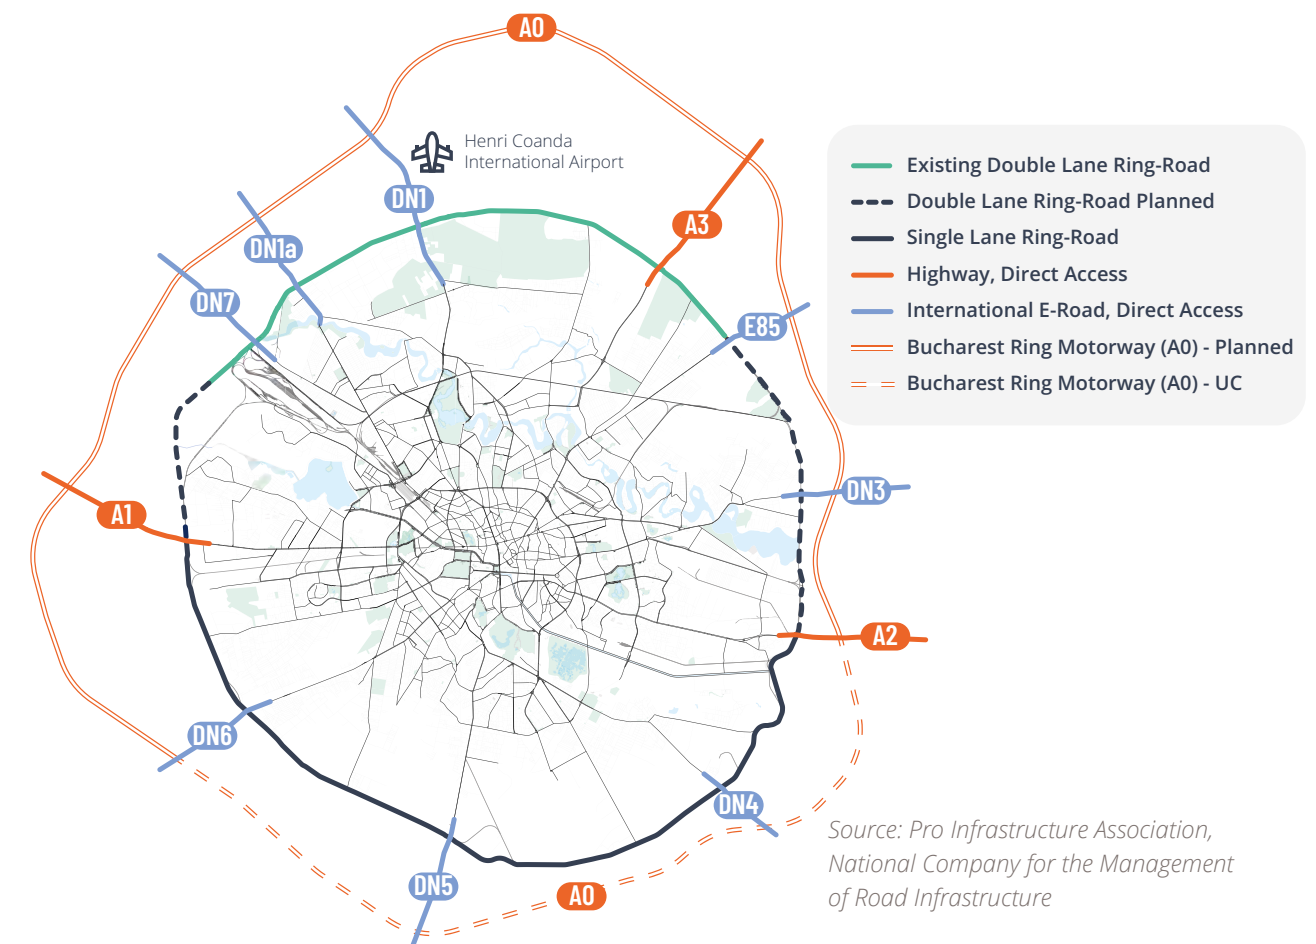 A0
Henri Coanda
International Airport
DN1
A3
DN1a
DN7
E85
DN3
A1
A2
DN6
DN4
DN5
A0
Existing Double Lane Ring-Road
Double Lane Ring-Road Planned
Single Lane Ring-Road
Highway, Direct Access
International E-Road, Direct Access
Bucharest Ring Motorway (A0) - Planned
Bucharest Ring Motorway (A0) - UC
Source: Pro Infrastructure Association,
National Company for the Management
of Road Infrastructure